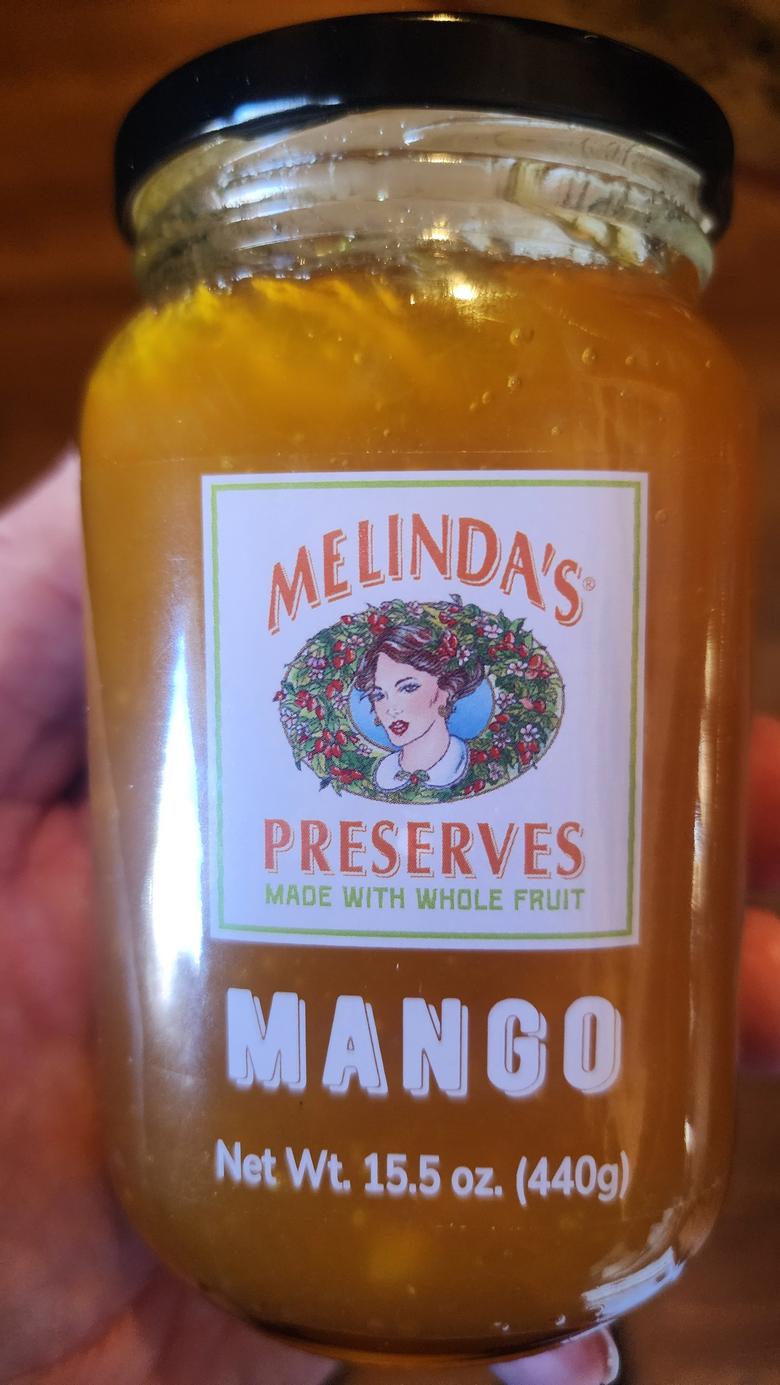 MELINDA'S®
PRESERVES
MADE WITH WHOLE FRUIT
MANGO
Net Wt. 15.5 oz. (440g)